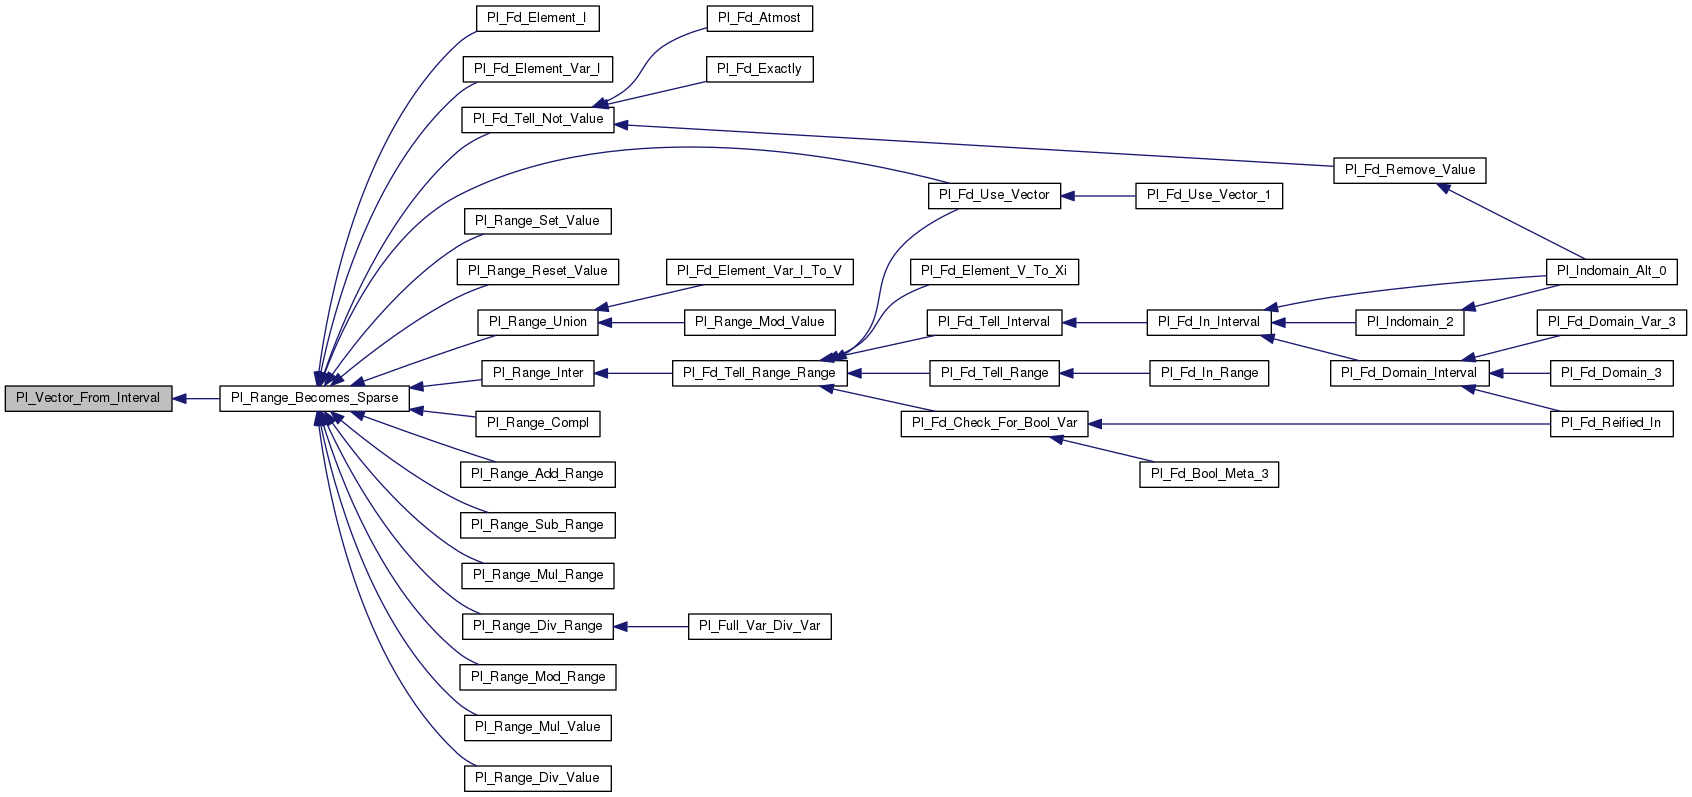 Pl_Fd_Element_I
Pl_Fd_Atmost
Pl_Fd_Element_Var_I
Pl_Fd_Exactly
Pl_Fd_Tell_Not_Value
Pl_Fd_Remove_Value
Pl_Fd_Use_Vector
Pl_Fd_Use_Vector_1
Pl_Range_Set_Value
Pl_Range_Reset_Value
Pl_Fd_Element_Var_I_To_V
Pl_Fd_Element_V_To_Xi
Pl_Indomain_Alt_0
Pl_Range_Union
Pl_Range_Mod_Value
Pl_Fd_Tell_Interval
Pl_Fd_In_Interval
Pl_Indomain_2
Pl_Fd_Domain_Var_3
Pl_Range_Inter
Pl_Fd_Tell_Range_Range
Pl_Fd_Tell_Range
Pl_Fd_In_Range
Pl_Fd_Domain_Interval
Pl_Fd_Domain_3
Pl_Vector_From_Interval
Pl_Range_Becomes_Sparse
Pl_Range_Compl
Pl_Fd_Check_For_Bool_Var
Pl_Fd_Reified_In
Pl_Range_Add_Range
Pl_Fd_Bool_Meta_3
Pl_Range_Sub_Range
Pl_Range_Mul_Range
Pl_Range_Div_Range
Pl_Full_Var_Div_Var
Pl_Range_Mod_Range
Pl_Range_Mul_Value
Pl_Range_Div_Value